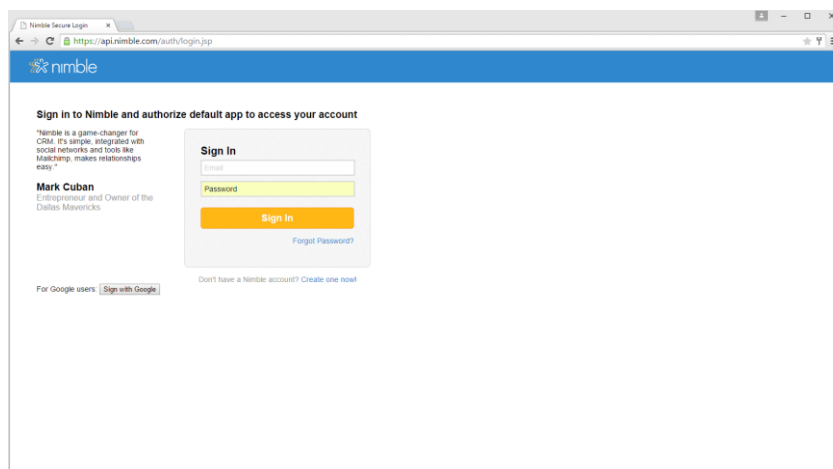 Nimble Secure Login
https://api.nimble.com/auth/login.jsp
nimble
Sign in to Nimble and authorize default app to access your account
"Nimble is a game-changer for
CRM. It's simple, integrated with
social networks and tools like
Mailchimp, makes relationships
easy."
Mark Cuban
Entrepreneur and Owner of the
Dallas Mavericks
Sign In
Email
Password
Sign In
Forgot Password?
Don't have a Nimble account? Create one now!
For Google users: Sign with Google